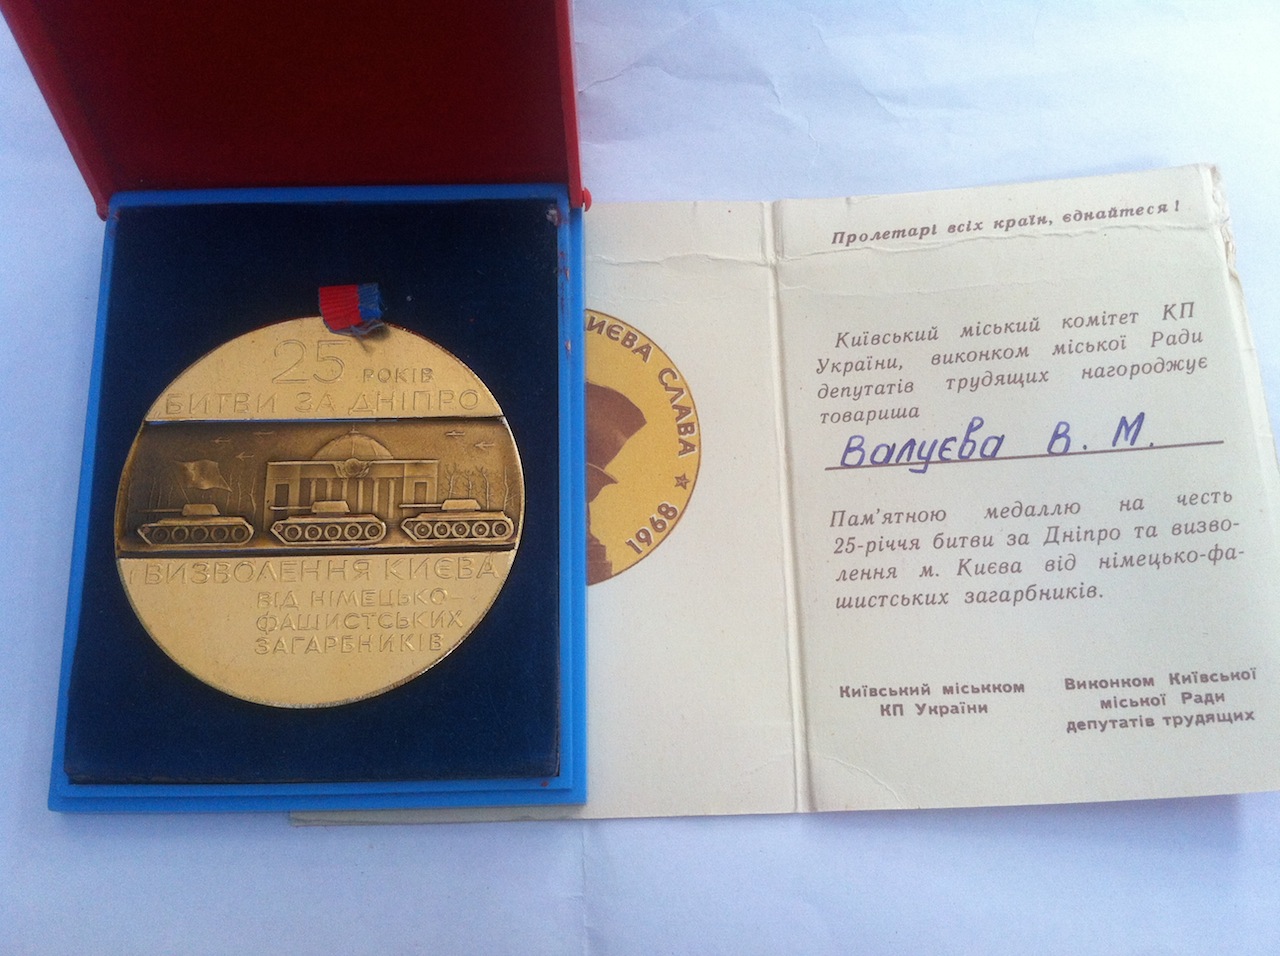 25 РОКІВ
БИТВИ ЗА ДНІПРО
І ВИЗВОЛЕННЯ КИЄВА
ВІД НІМЕЦЬКО-
ФАШИСТСЬКИХ
ЗАГАРБНИКІВ
ИЄВА СЛАВА ★ 1968
Пролетарі всіх країн, єднайтеся!
Київський міський комітет КП
України, виконком міської Ради
депутатів трудящих нагороджує
товариша
Валуєва В. М.
Пам'ятною медаллю на честь
25-річчя битви за Дніпро та визво-
лення м. Києва від німецько-фа-
шистських загарбників.
Київський міськком
КП України
Виконком Київської
міської Ради
депутатів трудящих